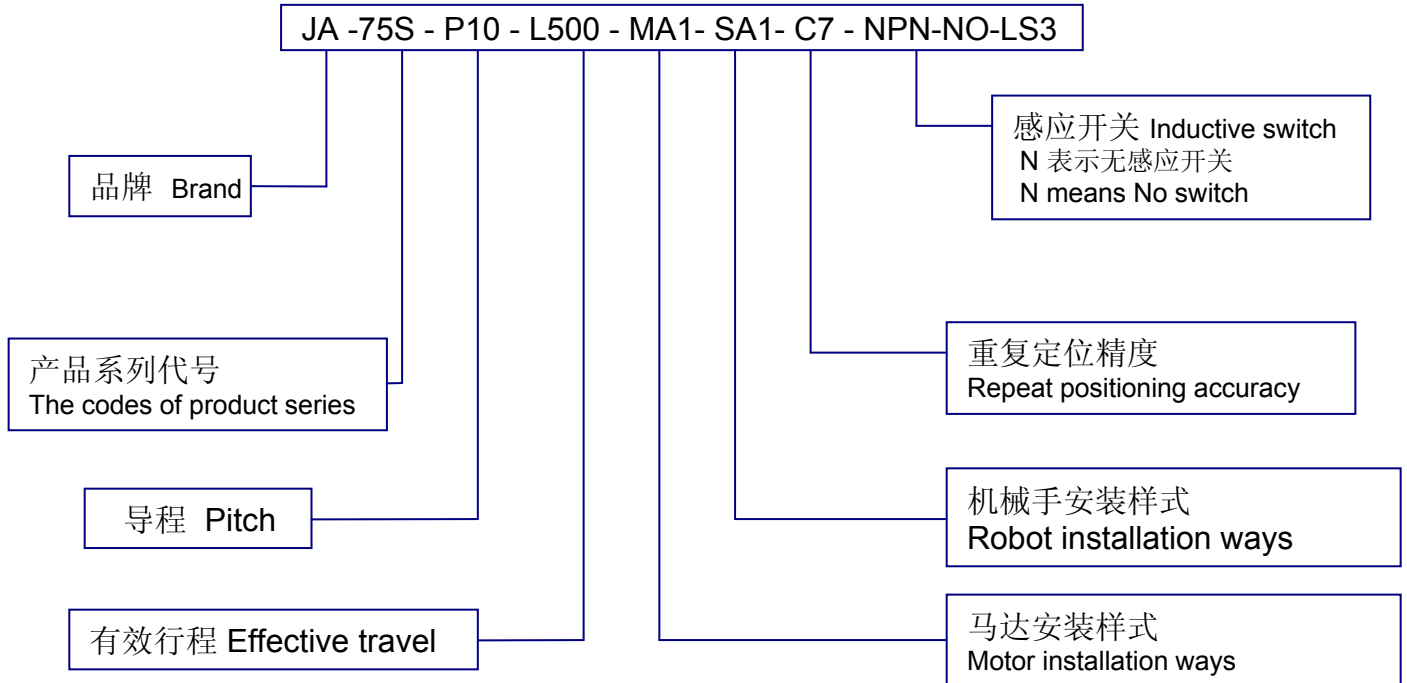 JA -75S - P10 - L500 - MA1- SA1- C7 - NPN-NO-LS3
感应开关 Inductive switch
N 表示无感应开关
N means No switch
品牌 Brand
重复定位精度
Repeat positioning accuracy
产品系列代号
The codes of product series
机械手安装样式
Robot installation ways
导程 Pitch
马达安装样式
Motor installation ways
有效行程 Effective travel